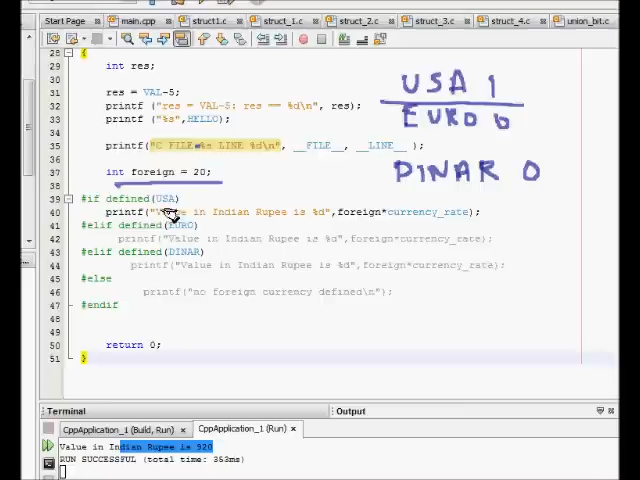 Start Page main.cpp struct1.c struct_1.c struct_2.c struct_3.c struct_4.c union_bit.c
28 {
29 int res;
30
31 res = VAL-5;
32 printf ("res = VAL-5: res == %d\n", res);
33 printf ("%s",HELLO);
34
35 printf("C FILE %s LINE %d\n", __FILE__, __LINE__ );
36
37 int foreign = 20;
38
39 #if defined(USA)
40 printf("Value in Indian Rupee is %d",foreign*currency_rate);
41 #elif defined(EURO)
42 printf("Value in Indian Rupee is %d",foreign*currency_rate);
43 #elif defined(DINAR)
44 printf("Value in Indian Rupee is %d",foreign*currency_rate);
45 #else
46 printf("no foreign currency defined\n");
47 #endif
48
49
50 return 0;
51 }
USA 1
EURO 0
DINAR 0
Terminal Output
CppApplication_1 (Build, Run) CppApplication_1 (Run)
Value in Indian Rupee is 920
RUN SUCCESSFUL (total time: 353ms)